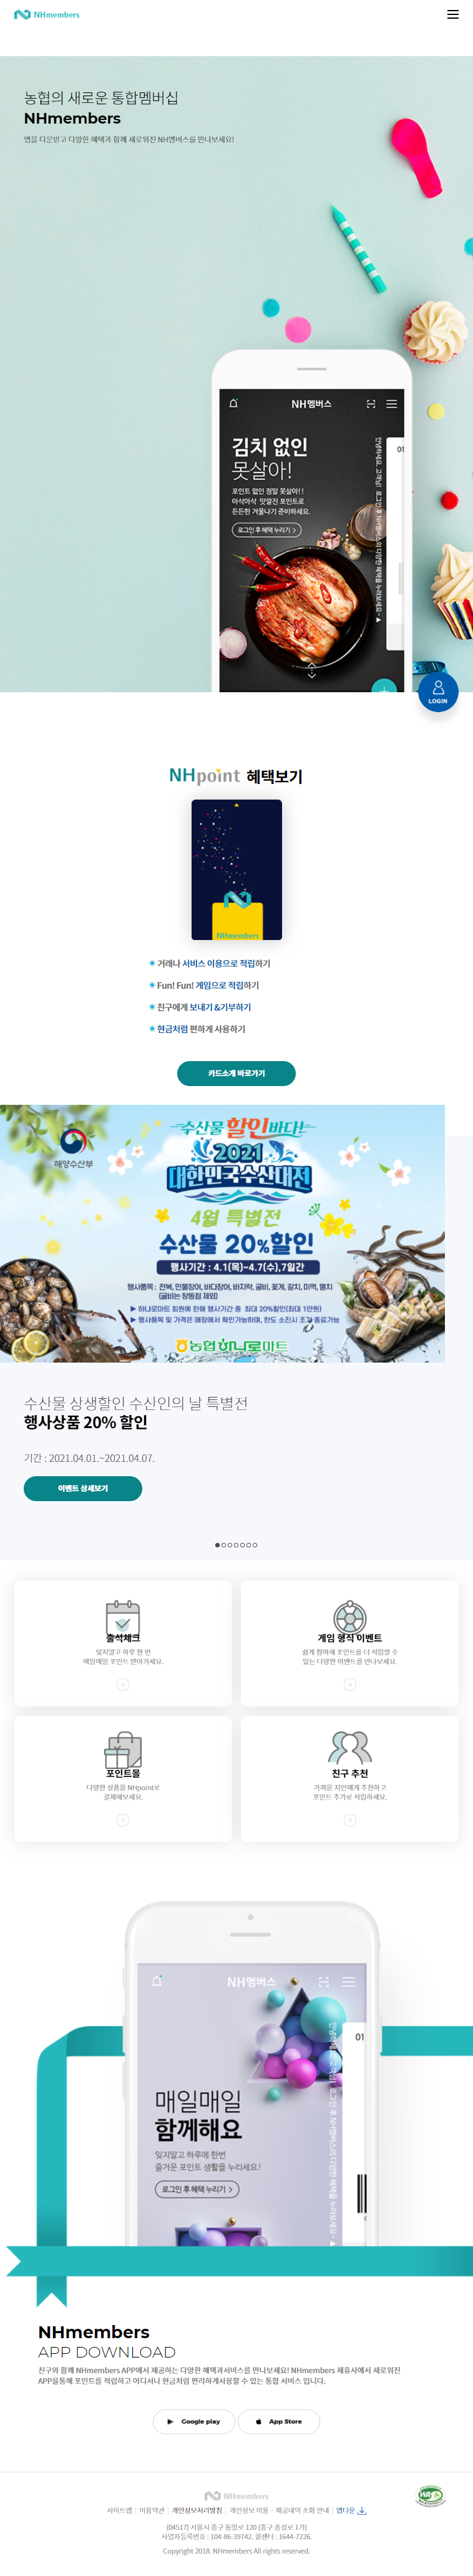 NHmembers
농협의 새로운 통합멤버십
NHmembers
앱을 다운받고 다양한 혜택과 함께 새로워진 NH멤버스를 만나보세요!
NH멤버스
김치 없인
못살아!
포인트 없인 정말 못살아!!
아삭아삭 맛깔진 포인트로
든든한 겨울나기 준비하세요.
로그인 후 혜택 누리기 >
01
LOGIN
NHpoint 혜택보기
NHmembers
거래나 서비스 이용으로 적립하기
Fun! Fun! 게임으로 적립하기
친구에게 보내기 &기부하기
현금처럼 편하게 사용하기
카드소개 바로가기
해양수산부
수산물 할인바다!
2021
대한민국수산대전
4월 특별전
수산물 20%할인
행사기간 : 4.1(목)~4.7(수),7일간
행사품목 : 전복, 민물장어, 바다장어, 바지락, 굴비, 꽃게, 갈치, 미역, 멸치
(굴비는 창동점 제외)
▶ 하나로마트 회원에 한해 행사기간 중 최대 20%할인(최대 1만원)
▶ 행사품목 및 가격은 매장에서 확인가능하며, 한도 소진시 조기 종료가능
농협하나로마트
수산물 상생할인 수산인의 날 특별전
행사상품 20% 할인
기간 : 2021.04.01.~2021.04.07.
이벤트 상세보기
출석체크
잊지말고 하루 한 번
매일매일 포인트 받아가세요.
게임 형식 이벤트
쉽게 참여해 포인트를 더 적립할 수
있는 다양한 이벤트를 만나보세요.
포인트몰
다양한 상품을 NHpoint로
결제해보세요.
친구 추천
가까운 지인에게 추천하고
포인트 추가로 적립하세요.
NH멤버스
01
매일매일
함께해요
잊지말고 하루에 한번
즐거운 포인트 생활을 누리세요!
로그인 후 혜택 누리기 >
NHmembers
APP DOWNLOAD
친구와 함께 NHmembers APP에서 제공하는 다양한 혜택과서비스를 만나보세요! NHmembers 제휴사에서 새로워진
APP을통해 포인트를 적립하고 어디서나 현금처럼 편리하게사용할 수 있는 통합 서비스 입니다.
Google play
App Store
NHmembers
WA
사이트맵 | 이용약관 | 개인정보처리방침 | 개인정보 이용 · 제공내역 조회 안내 | 앱다운
(04517) 서울시 중구 통일로 120 (충정로 1가)
사업자등록번호 : 104-86-39742. 콜센터 : 1644-7226.
Copyright 2018. NHmembers All rights reserved.